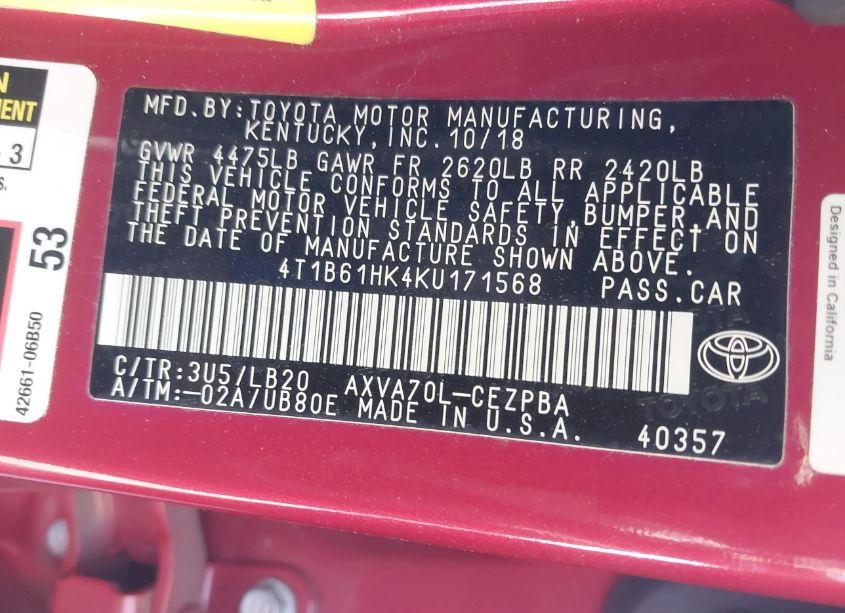 MFD.BY:TOYOTA MOTOR MANUFACTURING,
KENTUCKY,INC. 10/18
GVWR 4475LB GAWR FR 2620LB RR 2420LB
THIS VEHICLE CONFORMS TO ALL APPLICABLE
FEDERAL MOTOR VEHICLE SAFETY,BUMPER,AND
THEFT PREVENTION STANDARDS IN EFFECT ON
THE DATE OF MANUFACTURE SHOWN ABOVE.
4T1B61HK4KU171568 PASS.CAR
C/TR:3U5/LB20 AXVA70L-CEZPBA
A/TM:-02A/UB80E MADE IN U.S.A.
40357
TOYOTA
3
53
42661-06B50
Designed in California